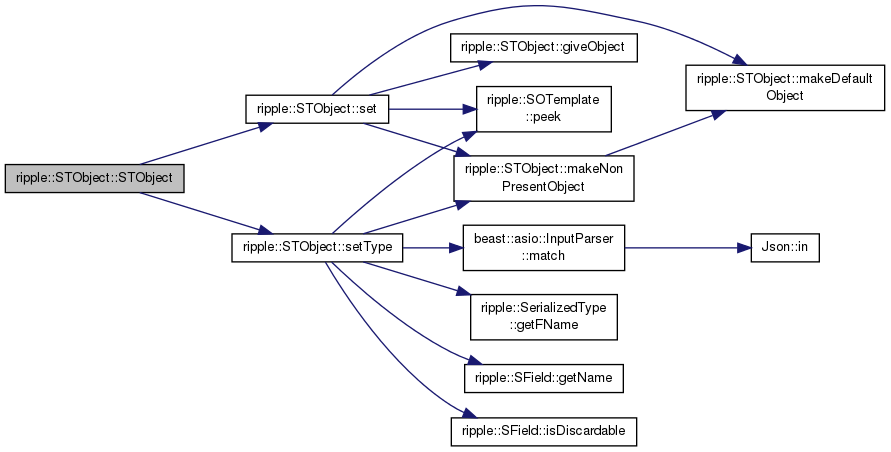 ripple::STObject::STObject
ripple::STObject::set
ripple::STObject::setType
ripple::STObject::giveObject
ripple::SOTemplate
::peek
ripple::STObject::makeNon
PresentObject
beast::asio::InputParser
::match
ripple::SerializedType
::getFName
ripple::SField::getName
ripple::SField::isDiscardable
ripple::STObject::makeDefault
Object
Json::in